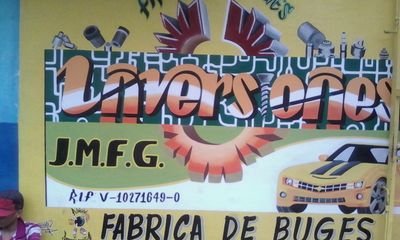 Inversiones
J.M.F.G.
RIF V-10271649-0
FABRICA DE BUGES